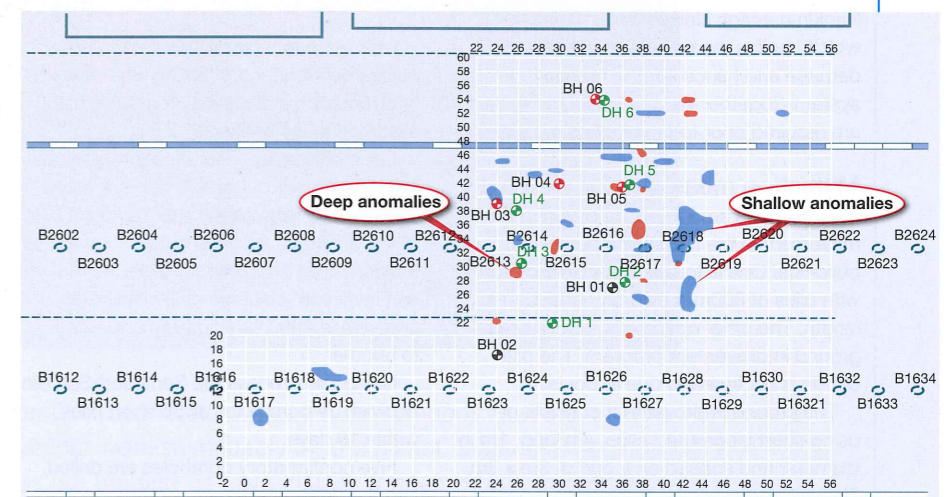 22 24 26 28 30 32 34 36 38 40 42 44 46 48 50 52 54 56
60
58
56
54
52
50
48
46
44
42
40
38
36
34
32
30
28
26
24
22
BH 06
DH 6
DH 5
BH 04
BH 05
DH 4
BH 03
Deep anomalies
Shallow anomalies
B2602 B2604 B2606 B2608 B2610 B2612 B2614 B2616 B2618 B2620 B2622 B2624
DH 3
B2603 B2605 B2607 B2609 B2611 B2613 B2615 B2617 B2619 B2621 B2623
DH 2
BH 01
DH 1
BH 02
20
18
16
14
12
10
8
6
4
2
0
B1612 B1614 B1616 B1618 B1620 B1622 B1624 B1626 B1628 B1630 B1632 B1634
B1613 B1615 B1617 B1619 B1621 B1623 B1625 B1627 B1629 B16321 B1633
-2 0 2 4 6 8 10 12 14 16 18 20 22 24 26 28 30 32 34 36 38 40 42 44 46 48 50 52 54 56